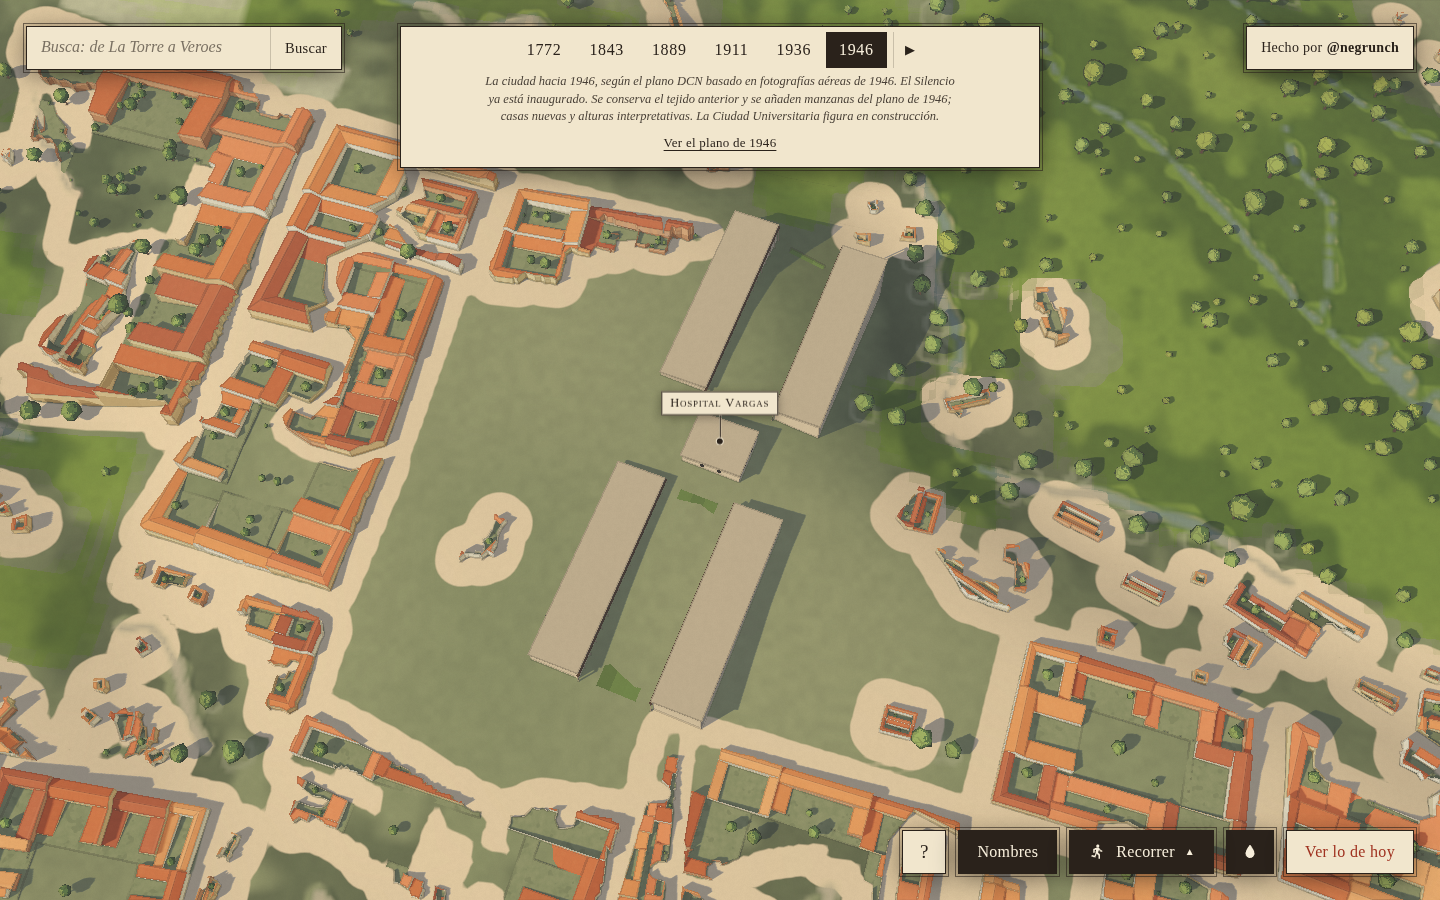 Busca: de La Torre a Veroes
Buscar
1772 1843 1889 1911 1936 1946 ▶
La ciudad hacia 1946, según el plano DCN basado en fotografías aéreas de 1946. El Silencio
ya está inaugurado. Se conserva el tejido anterior y se añaden manzanas del plano de 1946;
casas nuevas y alturas interpretativas. La Ciudad Universitaria figura en construcción.
Ver el plano de 1946
Hecho por @negrunch
Hospital Vargas
?
Nombres
Recorrer ▲
Ver lo de hoy